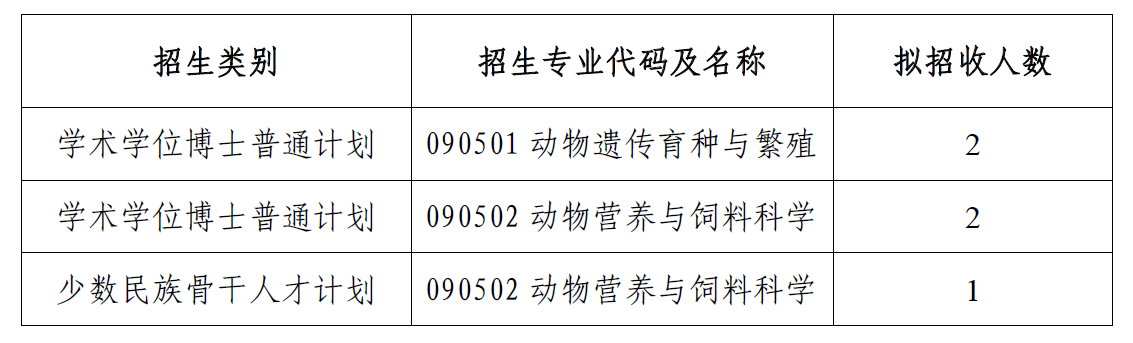 招生类别 招生专业代码及名称 拟招收人数
学术学位博士普通计划 090501 动物遗传育种与繁殖 2
学术学位博士普通计划 090502 动物营养与饲料科学 2
少数民族骨干人才计划 090502 动物营养与饲料科学 1